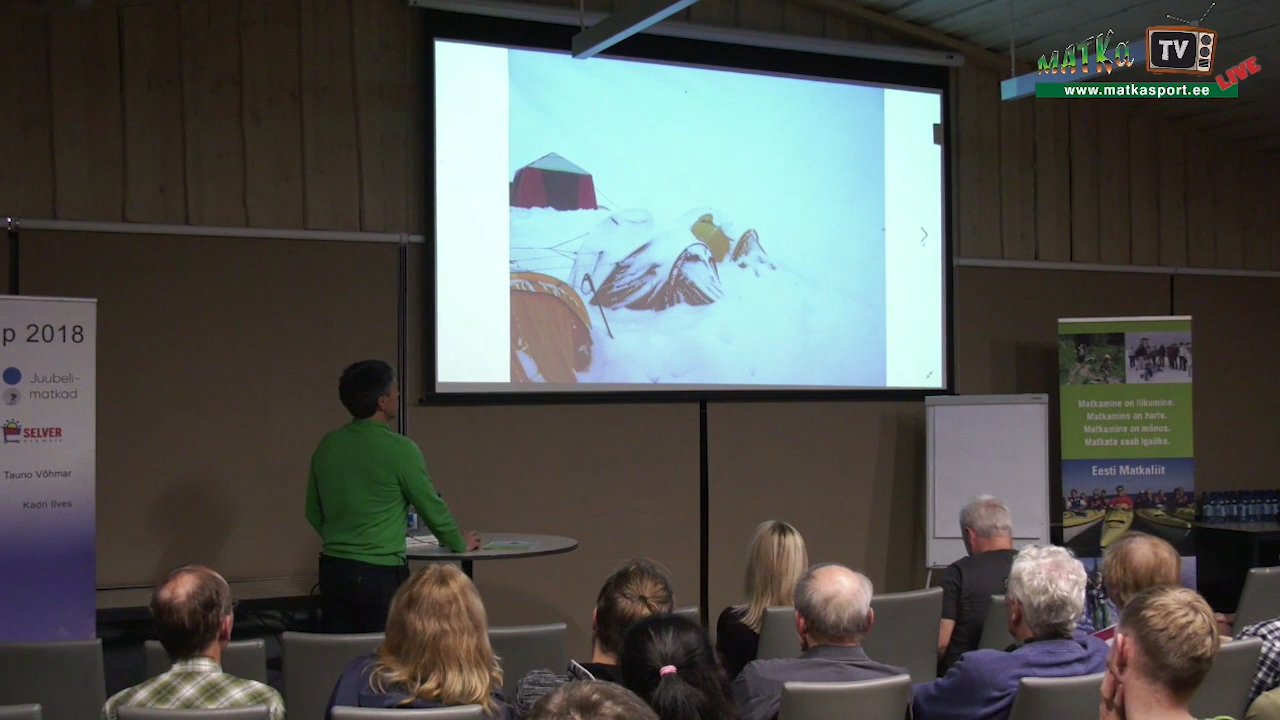 MATKa TV LIVE
www.matkasport.ee
p 2018
Juubeli-
matkad
SELVER
Tauno Võhmar
Kadri Ilves
Matkamine on liikumine.
Matkamine on hariv.
Matkamine on mõnus.
Matkata saab igaüks.
Eesti Matkaliit